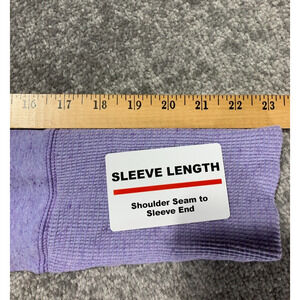 16 17 18 19 20 21 22 23
SLEEVE LENGTH
Shoulder Seam to
Sleeve End